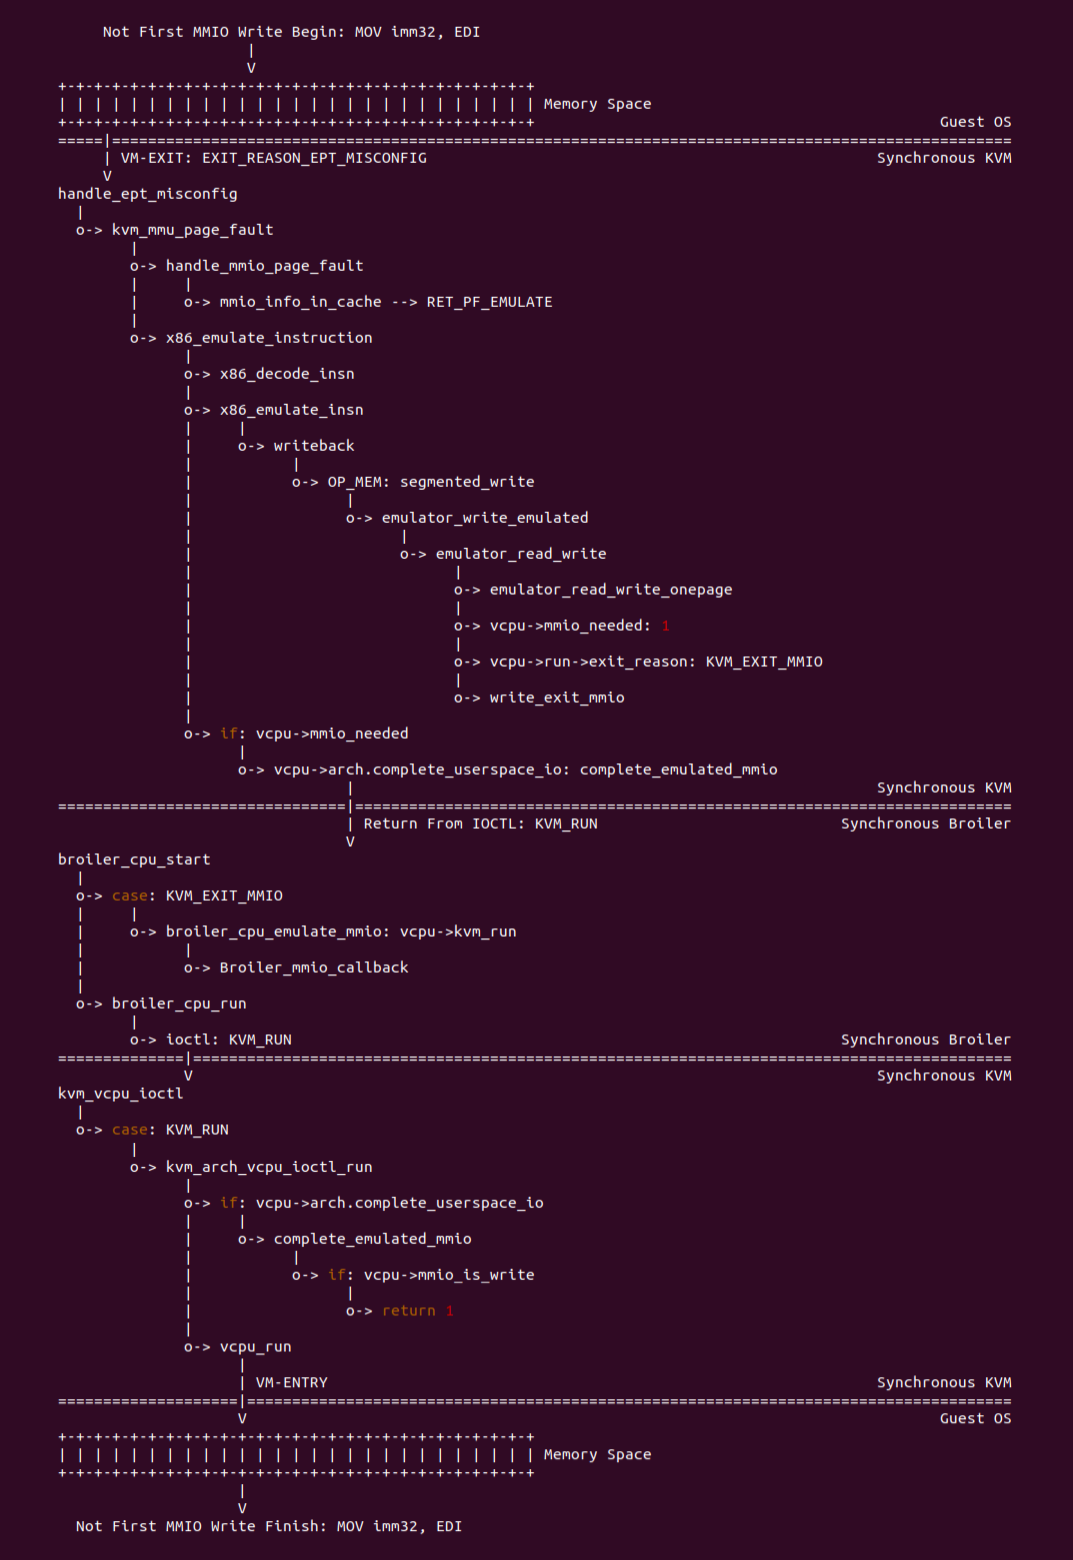 Not First MMIO Write Begin: MOV imm32, EDI
|
V
+-+-+-+-+-+-+-+-+-+-+-+-+-+-+-+-+-+-+-+-+-+-+-+-+-+-+
| | | | | | | | | | | | | | | | | | | | | | | | | | | Memory Space
+-+-+-+-+-+-+-+-+-+-+-+-+-+-+-+-+-+-+-+-+-+-+-+-+-+-+ Guest OS
=====|====================================================================================================
| VM-EXIT: EXIT_REASON_EPT_MISCONFIG Synchronous KVM
V
handle_ept_misconfig
|
o-> kvm_mmu_page_fault
|
o-> handle_mmio_page_fault
| |
| o-> mmio_info_in_cache --> RET_PF_EMULATE
|
o-> x86_emulate_instruction
|
o-> x86_decode_insn
|
o-> x86_emulate_insn
| |
| o-> writeback
| |
| o-> OP_MEM: segmented_write
| |
| o-> emulator_write_emulated
| |
| o-> emulator_read_write
| |
| o-> emulator_read_write_onepage
| |
| o-> vcpu->mmio_needed: 1
| |
| o-> vcpu->run->exit_reason: KVM_EXIT_MMIO
| |
| o-> write_exit_mmio
|
o-> if: vcpu->mmio_needed
|
o-> vcpu->arch.complete_userspace_io: complete_emulated_mmio
| Synchronous KVM
================================|=========================================================================
| Return From IOCTL: KVM_RUN Synchronous Broiler
V
broiler_cpu_start
|
o-> case: KVM_EXIT_MMIO
| |
| o-> broiler_cpu_emulate_mmio: vcpu->kvm_run
| |
| o-> Broiler_mmio_callback
|
o-> broiler_cpu_run
|
o-> ioctl: KVM_RUN Synchronous Broiler
==============|===========================================================================================
V Synchronous KVM
kvm_vcpu_ioctl
|
o-> case: KVM_RUN
|
o-> kvm_arch_vcpu_ioctl_run
|
o-> if: vcpu->arch.complete_userspace_io
| |
| o-> complete_emulated_mmio
| |
| o-> if: vcpu->mmio_is_write
| |
| o-> return 1
|
o-> vcpu_run
|
| VM-ENTRY Synchronous KVM
====================|=====================================================================================
V Guest OS
+-+-+-+-+-+-+-+-+-+-+-+-+-+-+-+-+-+-+-+-+-+-+-+-+-+-+
| | | | | | | | | | | | | | | | | | | | | | | | | | | Memory Space
+-+-+-+-+-+-+-+-+-+-+-+-+-+-+-+-+-+-+-+-+-+-+-+-+-+-+
|
V
Not First MMIO Write Finish: MOV imm32, EDI